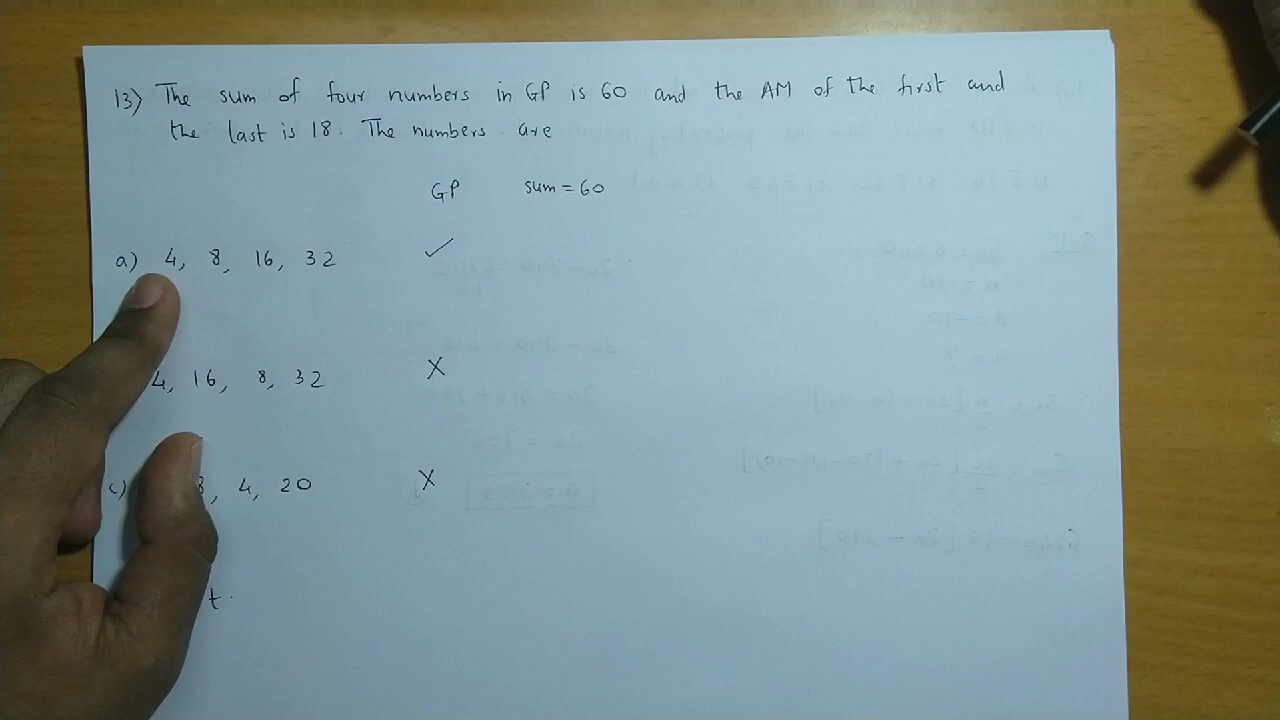 13) The sum of four numbers in GP is 60 and the AM of the first and
the last is 18. The numbers are
GP sum = 60
a) 4, 8, 16, 32 ✓
4, 16, 8, 32 X
c) 4, 20 X